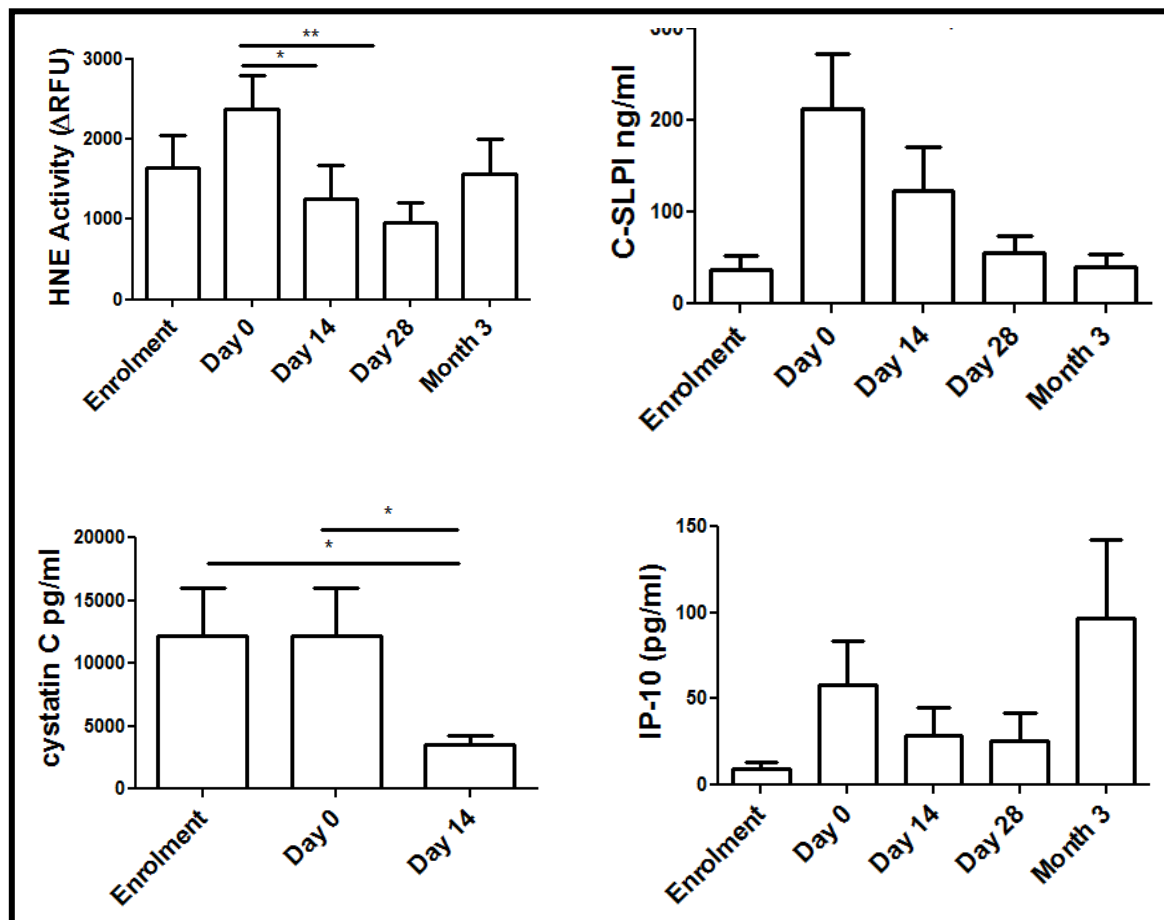 **
*
3000
2000
1000
0
HNE Activity (ΔRFU)
Enrolment
Day 0
Day 14
Day 28
Month 3
300
200
100
0
C-SLPI ng/ml
Enrolment
Day 0
Day 14
Day 28
Month 3
*
*
20000
15000
10000
5000
0
cystatin C pg/ml
Enrolment
Day 0
Day 14
150
100
50
0
IP-10 (pg/ml)
Enrolment
Day 0
Day 14
Day 28
Month 3